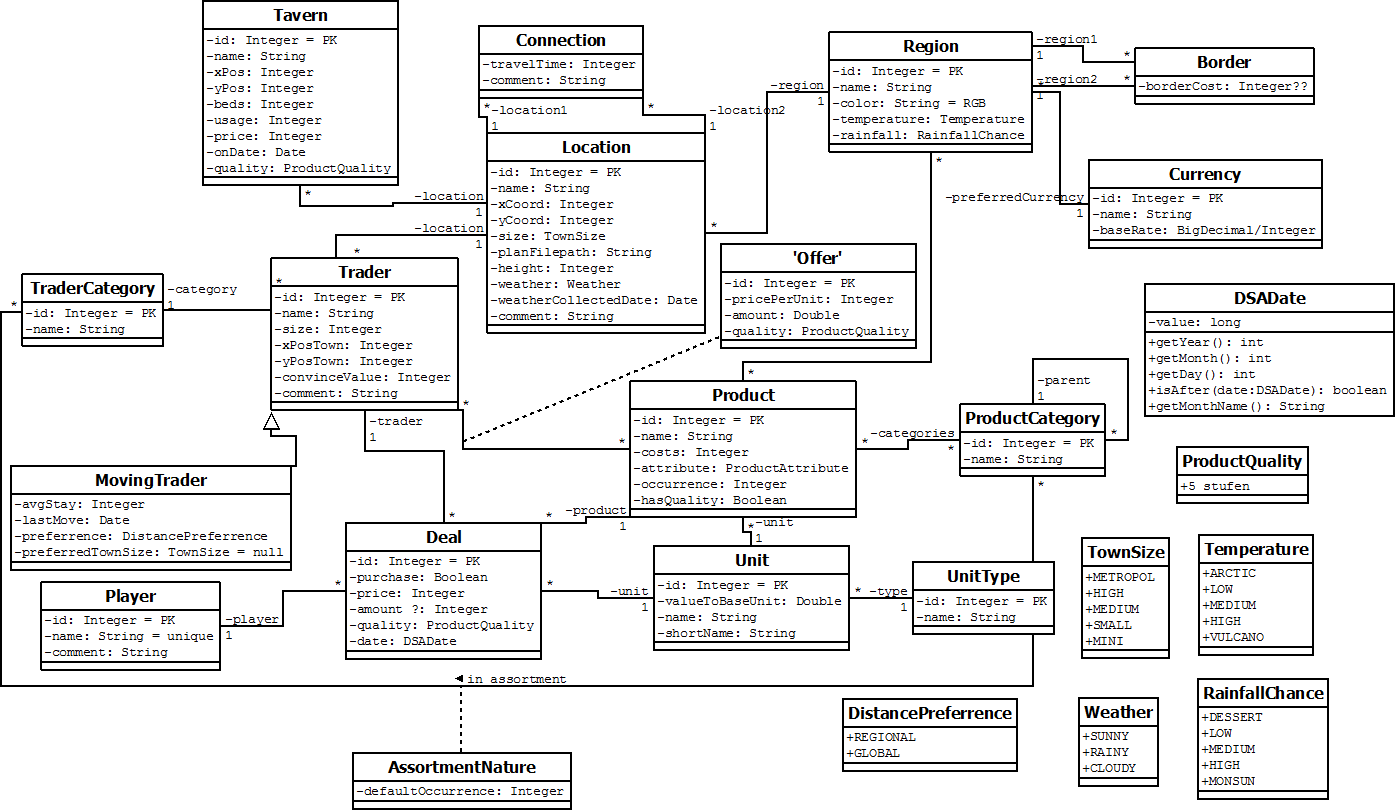 Tavern
-id: Integer = PK
-name: String
-xPos: Integer
-yPos: Integer
-beds: Integer
-usage: Integer
-price: Integer
-onDate: Date
-quality: ProductQuality
*
-location
1
Connection
-travelTime: Integer
-comment: String
*
-location1
1
*
-location2
1
Location
-id: Integer = PK
-name: String
-xCoord: Integer
-yCoord: Integer
-size: TownSize
-planFilepath: String
-height: Integer
-weather: Weather
-weatherCollectedDate: Date
-comment: String
*
-region
1
Region
-id: Integer = PK
-name: String
-color: String = RGB
-temperature: Temperature
-rainfall: RainfallChance
*
-region1
1
*
-region2
1
*
Border
-borderCost: Integer??
-preferredCurrency
1
Currency
-id: Integer = PK
-name: String
-baseRate: BigDecimal/Integer
-location
1
*
Trader
*
-id: Integer = PK
-name: String
-size: Integer
-xPosTown: Integer
-yPosTown: Integer
-convinceValue: Integer
-comment: String
*
-category
1
TraderCategory
*
-id: Integer = PK
-name: String
'Offer'
-id: Integer = PK
-pricePerUnit: Integer
-amount: Double
-quality: ProductQuality
DSADate
-value: long
+getYear(): int
+getMonth(): int
+getDay(): int
+isAfter(date:DSADate): boolean
+getMonthName(): String
*
Product
*
-id: Integer = PK
-name: String
-costs: Integer
-attribute: ProductAttribute
-occurrence: Integer
-hasQuality: Boolean
*
-categories
*
-parent
1
*
ProductCategory
-id: Integer = PK
-name: String
*
ProductQuality
+5 stufen
-trader
1
*
MovingTrader
-avgStay: Integer
-lastMove: Date
-preferrence: DistancePreferrence
-preferredTownSize: TownSize = null
*
-product
1
*
-unit
1
Deal
-id: Integer = PK
-purchase: Boolean
-price: Integer
-amount ?: Integer
-quality: ProductQuality
-date: DSADate
*
-unit
1
Unit
-id: Integer = PK
-valueToBaseUnit: Double
-name: String
-shortName: String
*
-type
1
UnitType
-id: Integer = PK
-name: String
Player
-id: Integer = PK
-name: String = unique
-comment: String
*
-player
1
TownSize
+METROPOL
+HIGH
+MEDIUM
+SMALL
+MINI
Temperature
+ARCTIC
+LOW
+MEDIUM
+HIGH
+VULCANO
in assortment
AssortmentNature
-defaultOccurrence: Integer
DistancePreferrence
+REGIONAL
+GLOBAL
Weather
+SUNNY
+RAINY
+CLOUDY
RainfallChance
+DESSERT
+LOW
+MEDIUM
+HIGH
+MONSUN